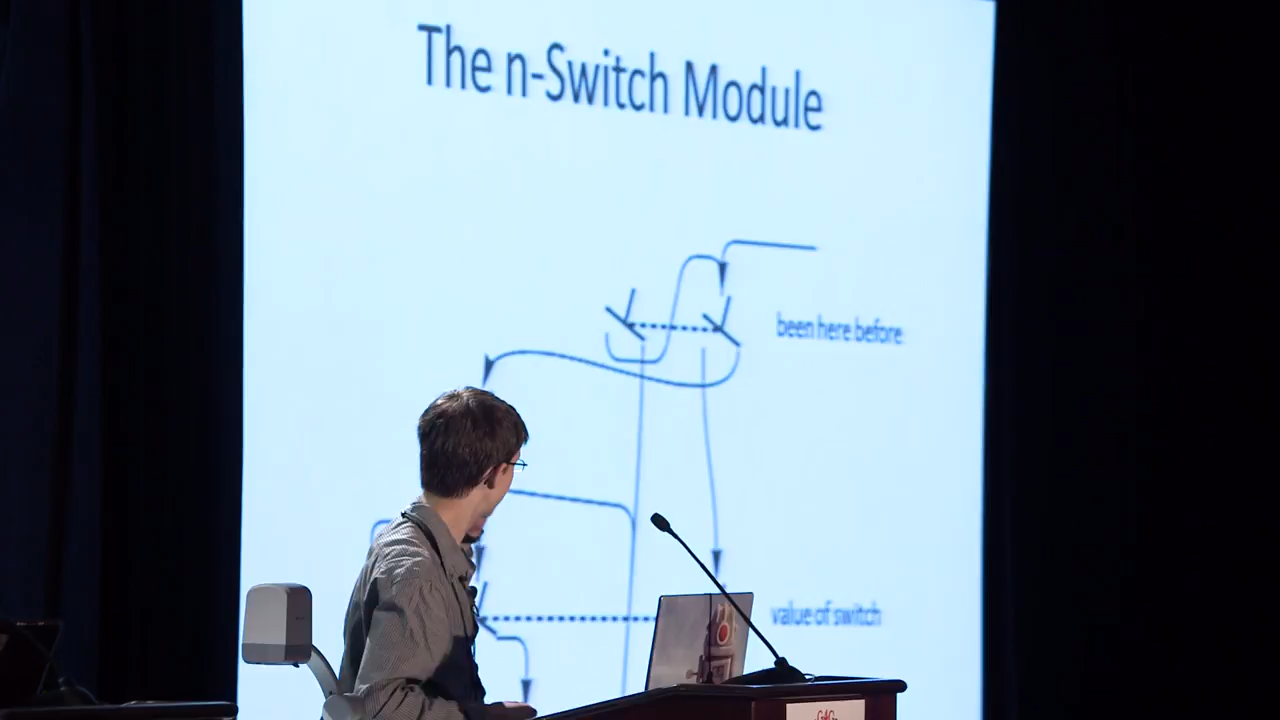 The n-Switch Module
been here before
value of switch